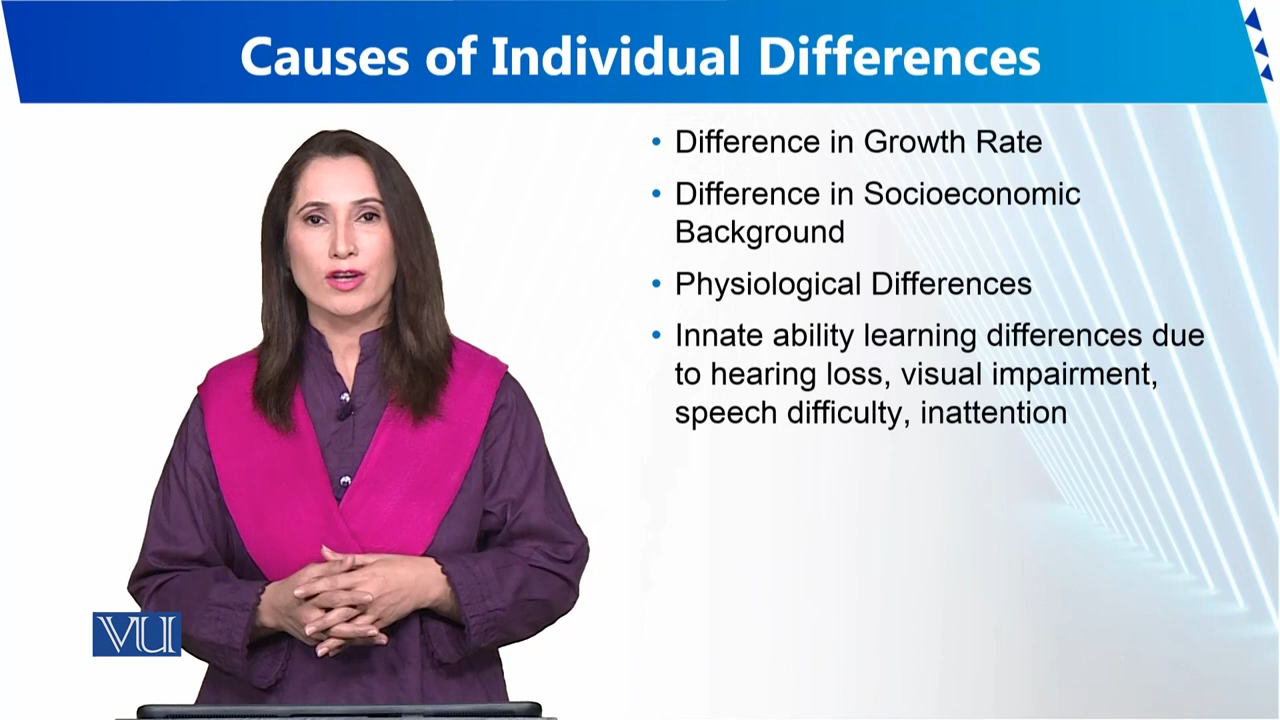 Causes of Individual Differences
• Difference in Growth Rate
• Difference in Socioeconomic
Background
• Physiological Differences
• Innate ability learning differences due
to hearing loss, visual impairment,
speech difficulty, inattention
VU